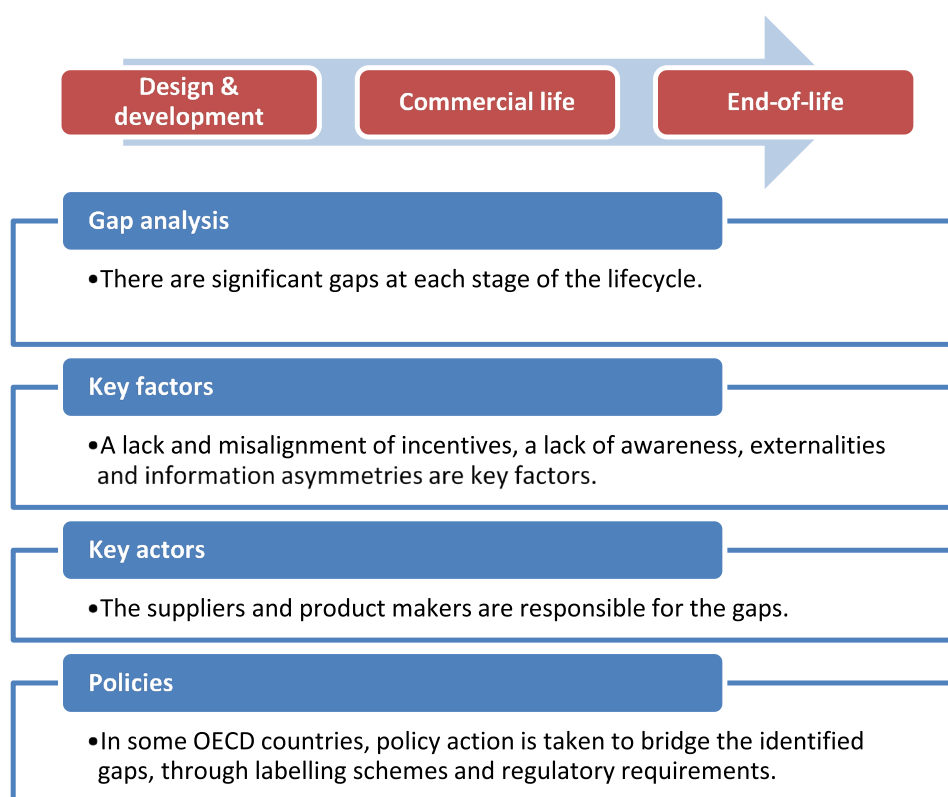 Design &
development
Commercial life
End-of-life
Gap analysis
•There are significant gaps at each stage of the lifecycle.
Key factors
•A lack and misalignment of incentives, a lack of awareness, externalities
and information asymmetries are key factors.
Key actors
•The suppliers and product makers are responsible for the gaps.
Policies
•In some OECD countries, policy action is taken to bridge the identified
gaps, through labelling schemes and regulatory requirements.